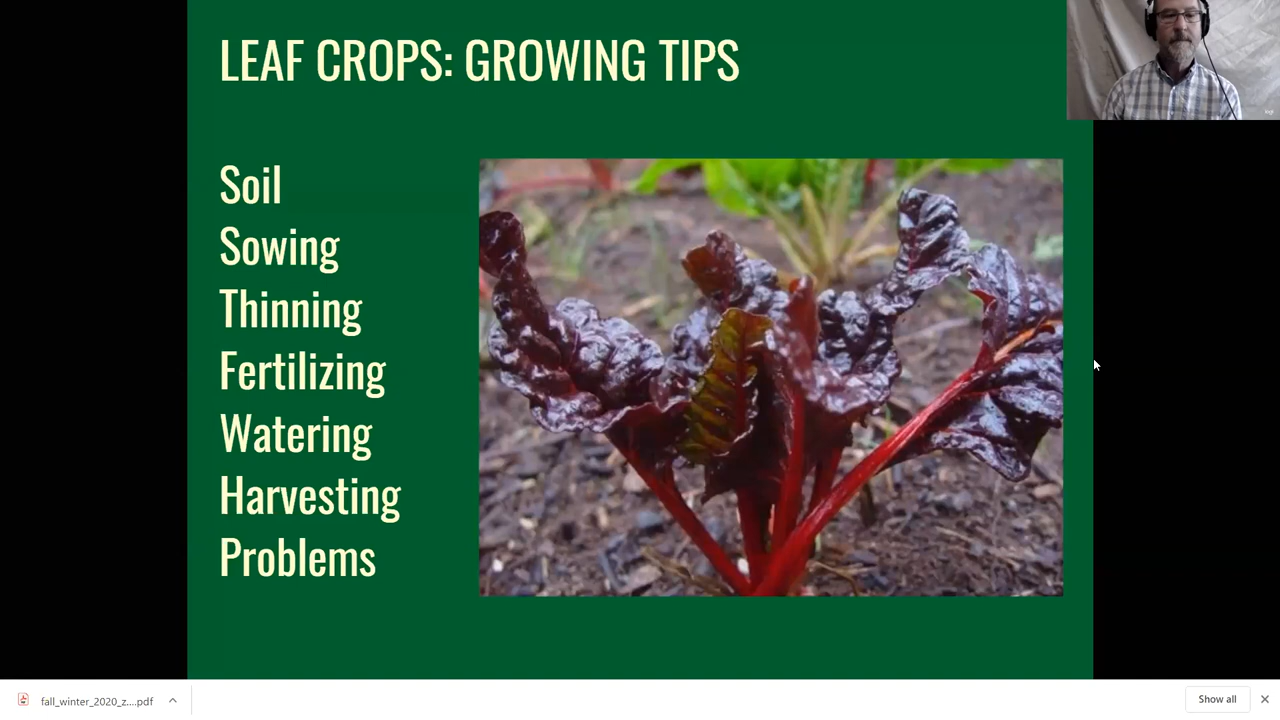 LEAF CROPS: GROWING TIPS
Soil
Sowing
Thinning
Fertilizing
Watering
Harvesting
Problems
fall_winter_2020_z....pdf
Show all